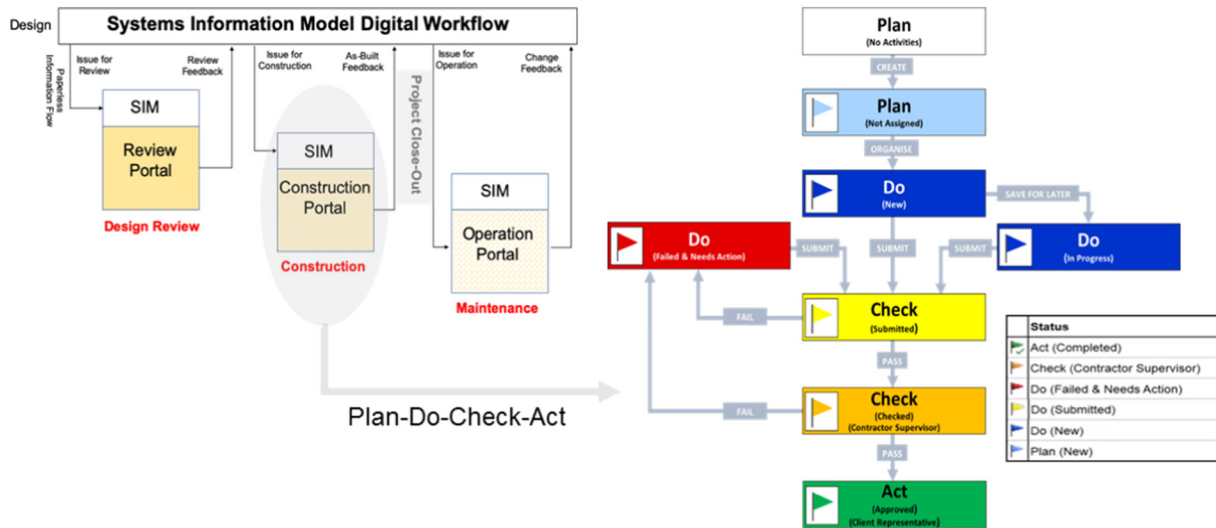 Design
Systems Information Model Digital Workflow
Paperless
Information Flow
Issue for
Review
Review
Feedback
Issue for
Construction
As-Built
Feedback
Issue for
Operation
Change
Feedback
Project Close-Out
SIM
Review
Portal
Design Review
SIM
Construction
Portal
Construction
SIM
Operation
Portal
Maintenance
Plan-Do-Check-Act
Plan
(No Activities)
CREATE
Plan
(Not Assigned)
ORGANISE
Do
(New)
SAVE FOR LATER
Do
(Failed & Needs Action)
SUBMIT
SUBMIT
SUBMIT
Do
(In Progress)
FAIL
Check
(Submitted)
PASS
FAIL
Check
(Checked)
(Contractor Supervisor)
PASS
Act
(Approved)
(Client Representative)
Status
Act (Completed)
Check (Contractor Supervisor)
Do (Failed & Needs Action)
Do (Submitted)
Do (New)
Plan (New)